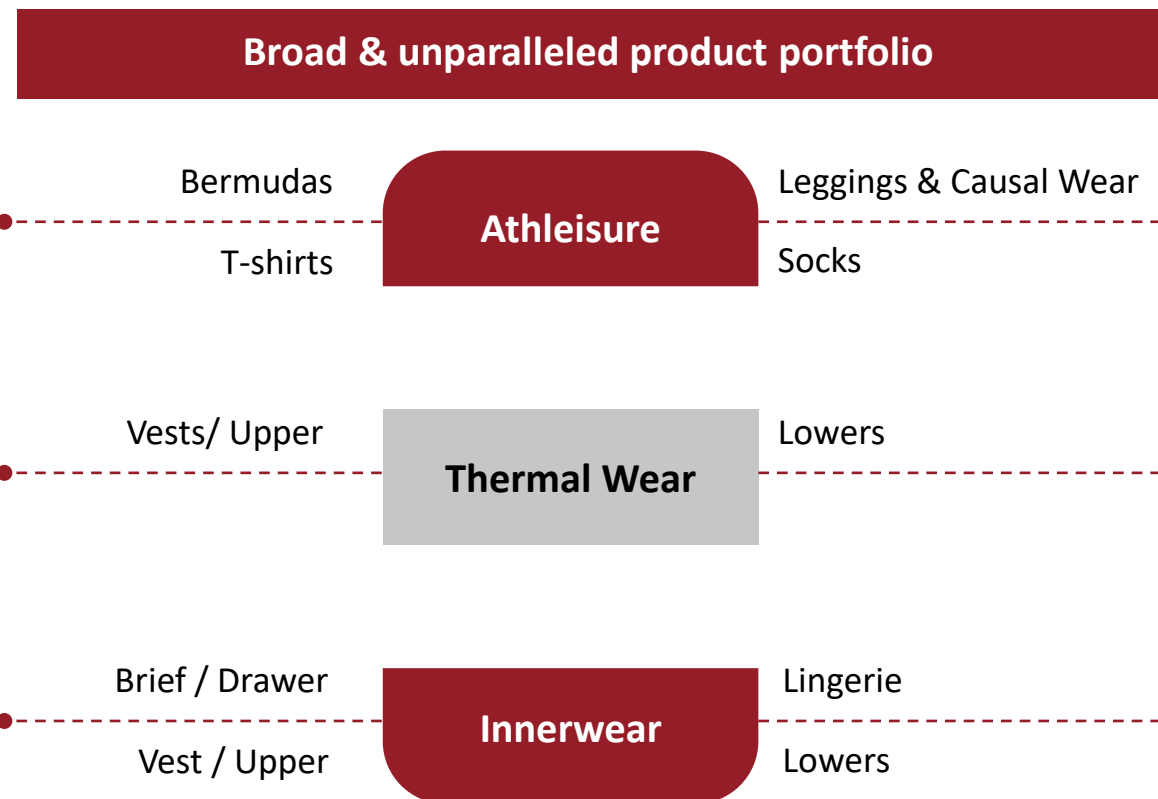 Broad & unparalleled product portfolio
Bermudas
Athleisure
Leggings & Causal Wear
T-shirts
Socks
Vests/ Upper
Thermal Wear
Lowers
Brief / Drawer
Innerwear
Lingerie
Vest / Upper
Lowers